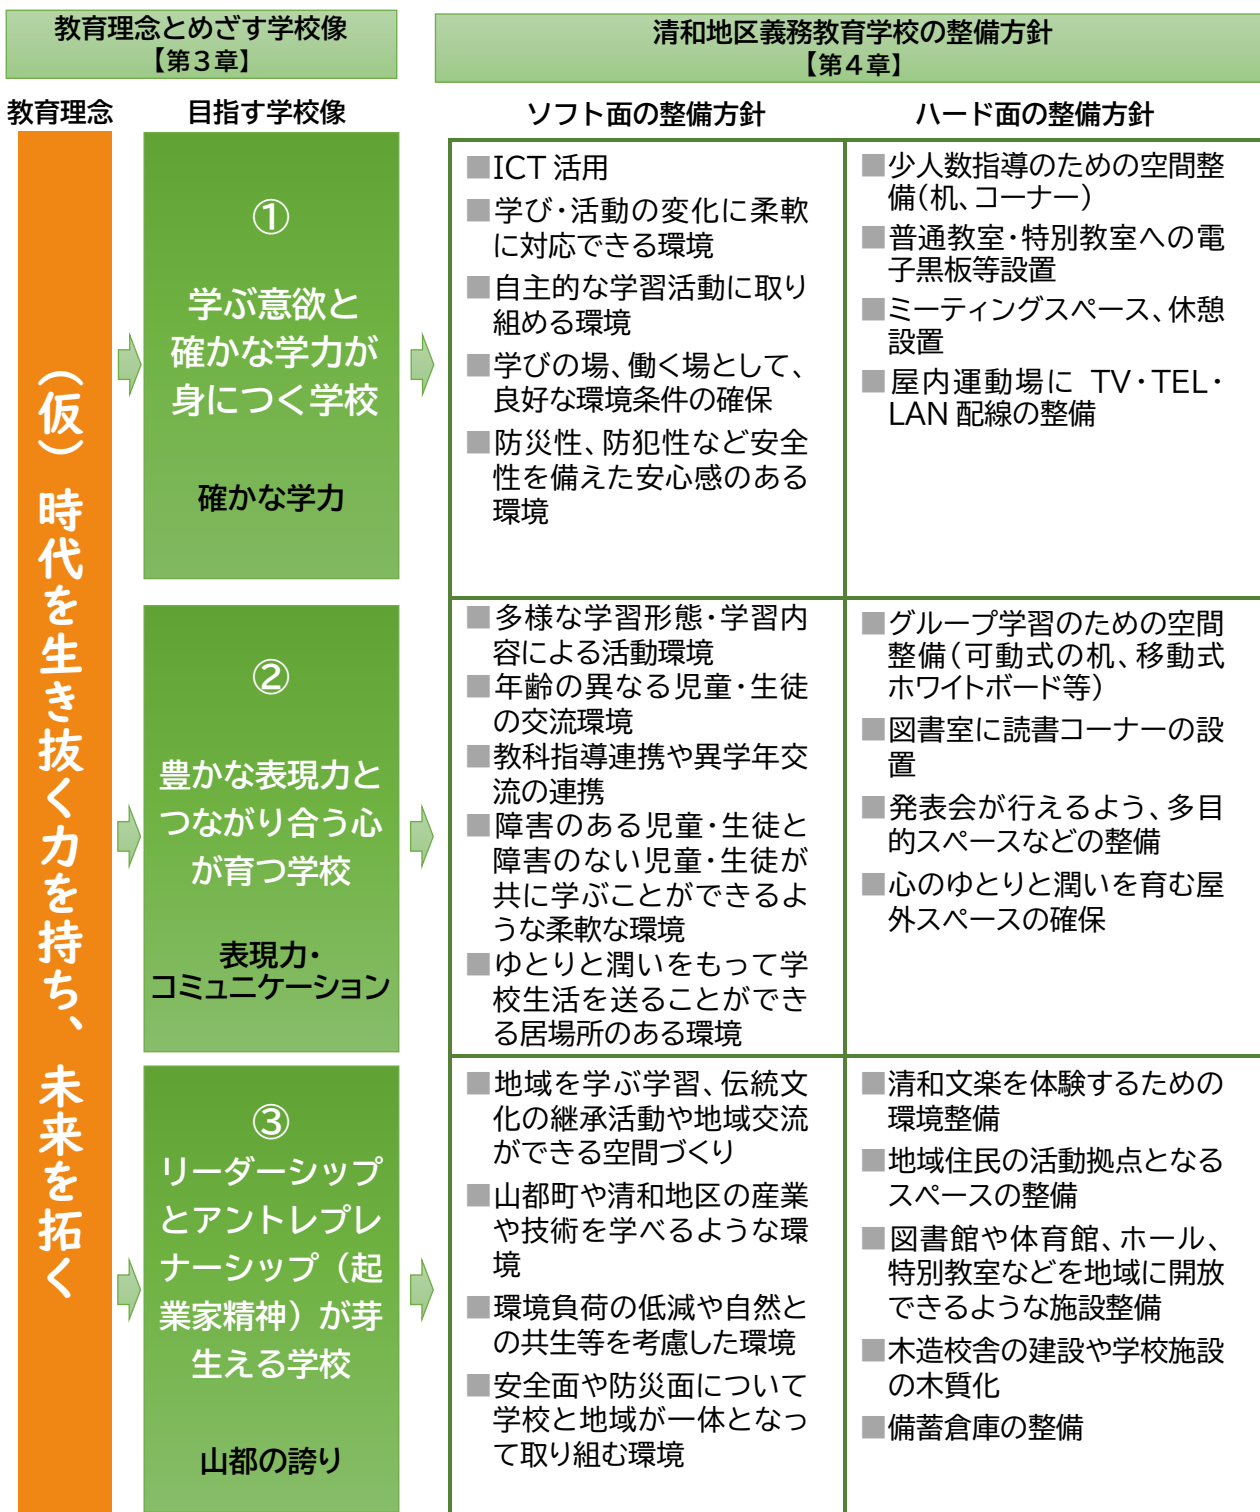 教育理念とめざす学校像
【第３章】
清和地区義務教育学校の整備方針
【第４章】
教育理念
目指す学校像
ソフト面の整備方針
ハード面の整備方針
（仮）時代を生き抜く力を持ち、未来を拓く
①
学ぶ意欲と
確かな学力が
身につく学校
確かな学力
■ICT 活用
■学び・活動の変化に柔軟
に対応できる環境
■自主的な学習活動に取り
組める環境
■学びの場、働く場として、
良好な環境条件の確保
■防災性、防犯性など安全
性を備えた安心感のある
環境
■少人数指導のための空間整
備（机、コーナー）
■普通教室・特別教室への電
子黒板等設置
■ミーティングスペース、休憩
設置
■屋内運動場に TV・TEL・
LAN 配線の整備
②
豊かな表現力と
つながり合う心
が育つ学校
表現力・
コミュニケーション
■多様な学習形態・学習内
容による活動環境
■年齢の異なる児童・生徒
の交流環境
■教科指導連携や異学年交
流の連携
■障害のある児童・生徒と
障害のない児童・生徒が
共に学ぶことができるよ
うな柔軟な環境
■ゆとりと潤いをもって学
校生活を送ることができ
る居場所のある環境
■グループ学習のための空間
整備（可動式の机、移動式
ホワイトボード等）
■図書室に読書コーナーの設
置
■発表会が行えるよう、多目
的スペースなどの整備
■心のゆとりと潤いを育む屋
外スペースの確保
③
リーダーシップ
とアントレプレ
ナーシップ（起
業家精神）が芽
生える学校
山都の誇り
■地域を学ぶ学習、伝統文
化の継承活動や地域交流
ができる空間づくり
■山都町や清和地区の産業
や技術を学べるような環
境
■環境負荷の低減や自然と
の共生等を考慮した環境
■安全面や防災面について
学校と地域が一体となっ
て取り組む環境
■清和文楽を体験するための
環境整備
■地域住民の活動拠点となる
スペースの整備
■図書館や体育館、ホール、
特別教室などを地域に開放
できるような施設整備
■木造校舎の建設や学校施設
の木質化
■備蓄倉庫の整備